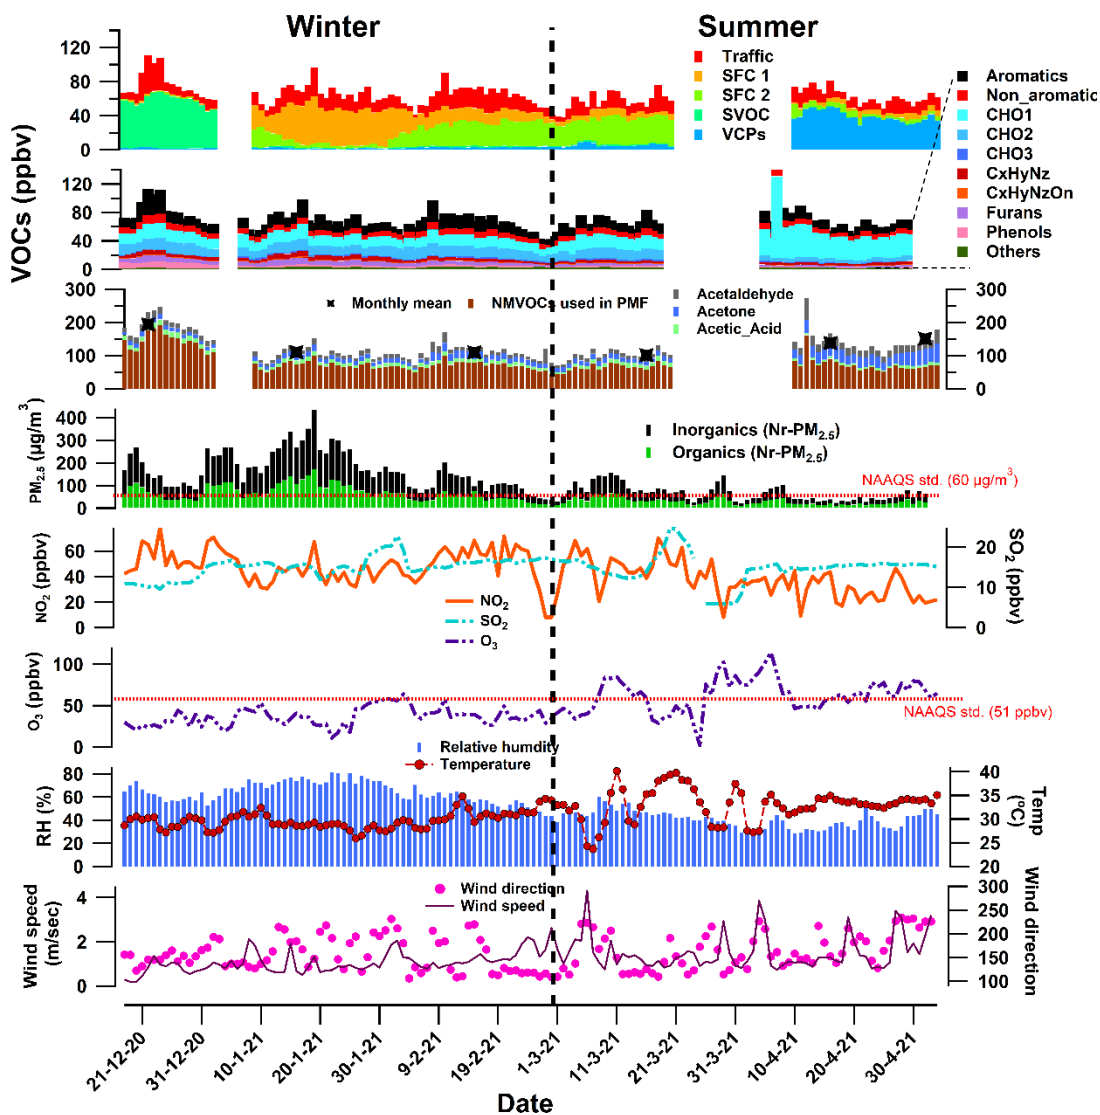 Winter
Summer
120
80
40
0
Traffic
SFC 1
SFC 2
SVOC
VCPs
Aromatics
Non_aromatic
CHO1
CHO2
CHO3
CxHyNz
CxHyNzOn
Furans
Phenols
Others
VOCs (ppbv)
120
80
40
0
300
200
100
0
Monthly mean
NMVOCs used in PMF
Acetaldehyde
Acetone
Acetic_Acid
300
200
100
0
PM2.5 (µg/m3)
400
300
200
100
0
Inorganics (Nr-PM2.5)
Organics (Nr-PM2.5)
NAAQS std. (60 µg/m3)
NO2 (ppbv)
60
40
20
0
NO2
SO2
O3
20
10
0
SO2 (ppbv)
O3 (ppbv)
100
50
0
NAAQS std. (51 ppbv)
RH (%)
80
60
40
20
0
Relative humdity
Temperature
40
35
30
25
20
Temp (°C)
Wind speed (m/sec)
4
2
0
Wind direction
Wind speed
300
250
200
150
100
Wind direction
21-12-20
31-12-20
10-1-21
20-1-21
30-1-21
9-2-21
19-2-21
1-3-21
11-3-21
21-3-21
31-3-21
10-4-21
20-4-21
30-4-21
Date